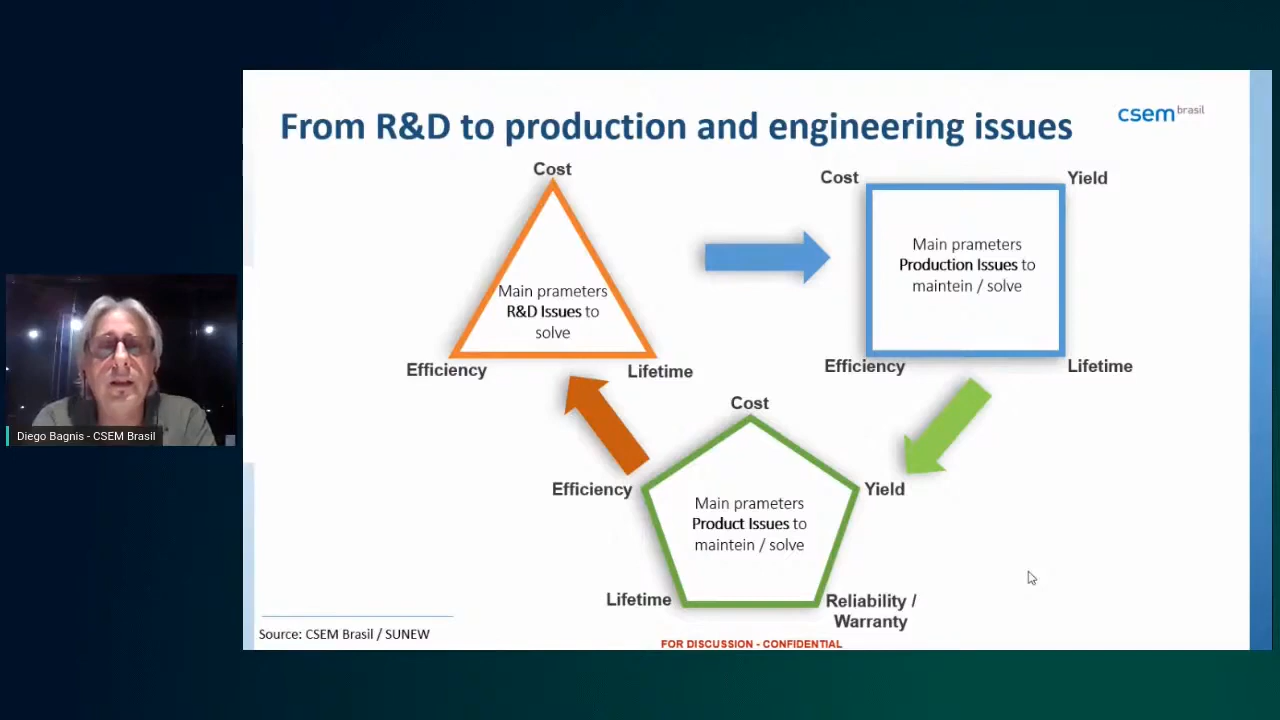 From R&D to production and engineering issues
csem brasil
Cost
Main prameters
R&D Issues to
solve
Efficiency
Lifetime
Cost
Yield
Main prameters
Production Issues to
maintein / solve
Efficiency
Lifetime
Cost
Efficiency
Yield
Main prameters
Product Issues to
maintein / solve
Lifetime
Reliability /
Warranty
Diego Bagnis - CSEM Brasil
Source: CSEM Brasil / SUNEW
FOR DISCUSSION - CONFIDENTIAL